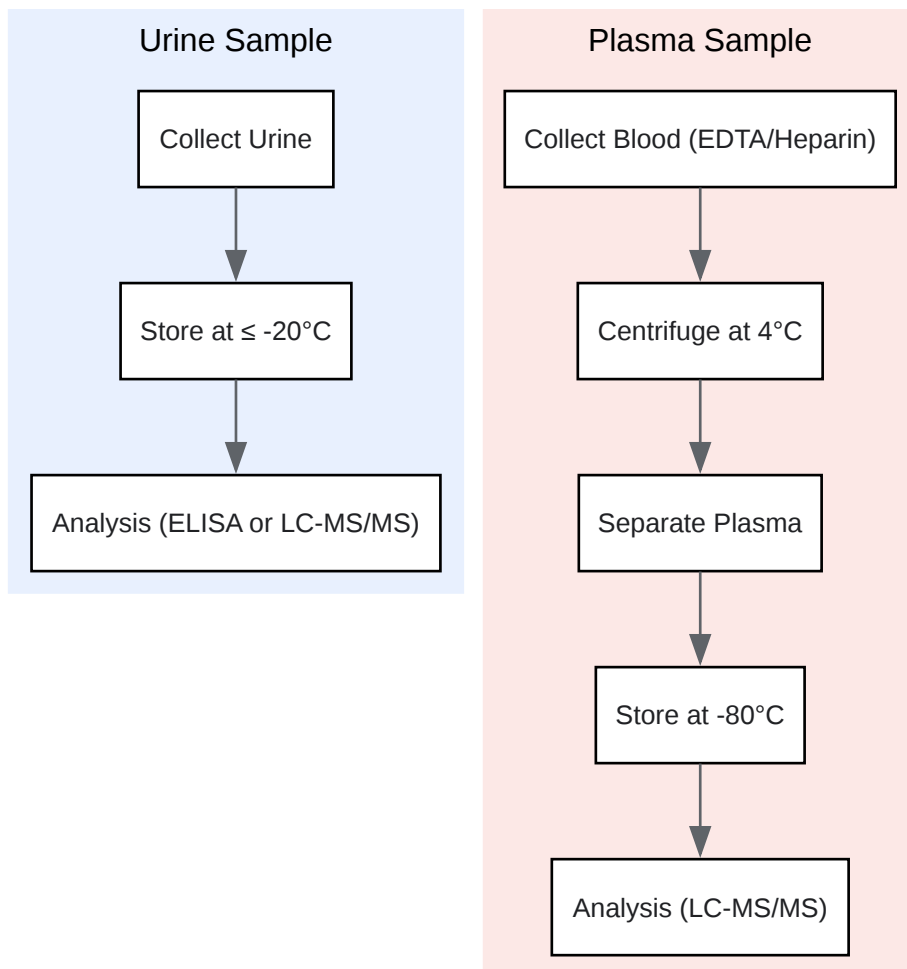 Urine Sample
Collect Urine
Store at ≤ -20°C
Analysis (ELISA or LC-MS/MS)
Plasma Sample
Collect Blood (EDTA/Heparin)
Centrifuge at 4°C
Separate Plasma
Store at -80°C
Analysis (LC-MS/MS)